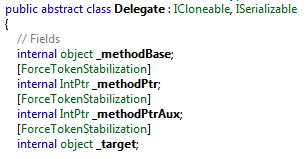 public abstract class Delegate : ICloneable, ISerializable
{
// Fields
internal object _methodBase;
[ForceTokenStabilization]
internal IntPtr _methodPtr;
[ForceTokenStabilization]
internal IntPtr _methodPtrAux;
[ForceTokenStabilization]
internal object _target;